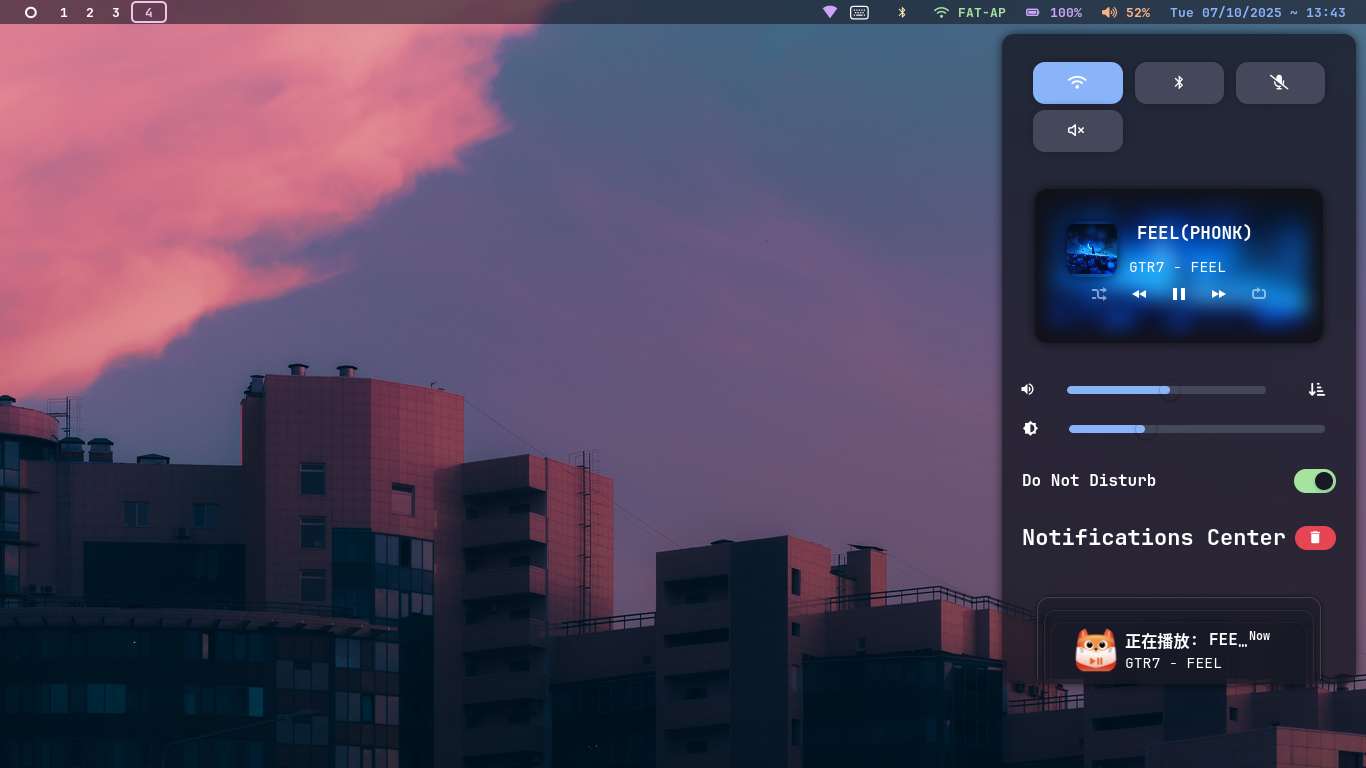 1 2 3 4 FAT-AP 100% 52% Tue 07/10/2025 ~ 13:43
FEEL(PHONK)
GTR7 - FEEL
Do Not Disturb
Notifications Center
正在播放: FEE… Now
GTR7 - FEEL